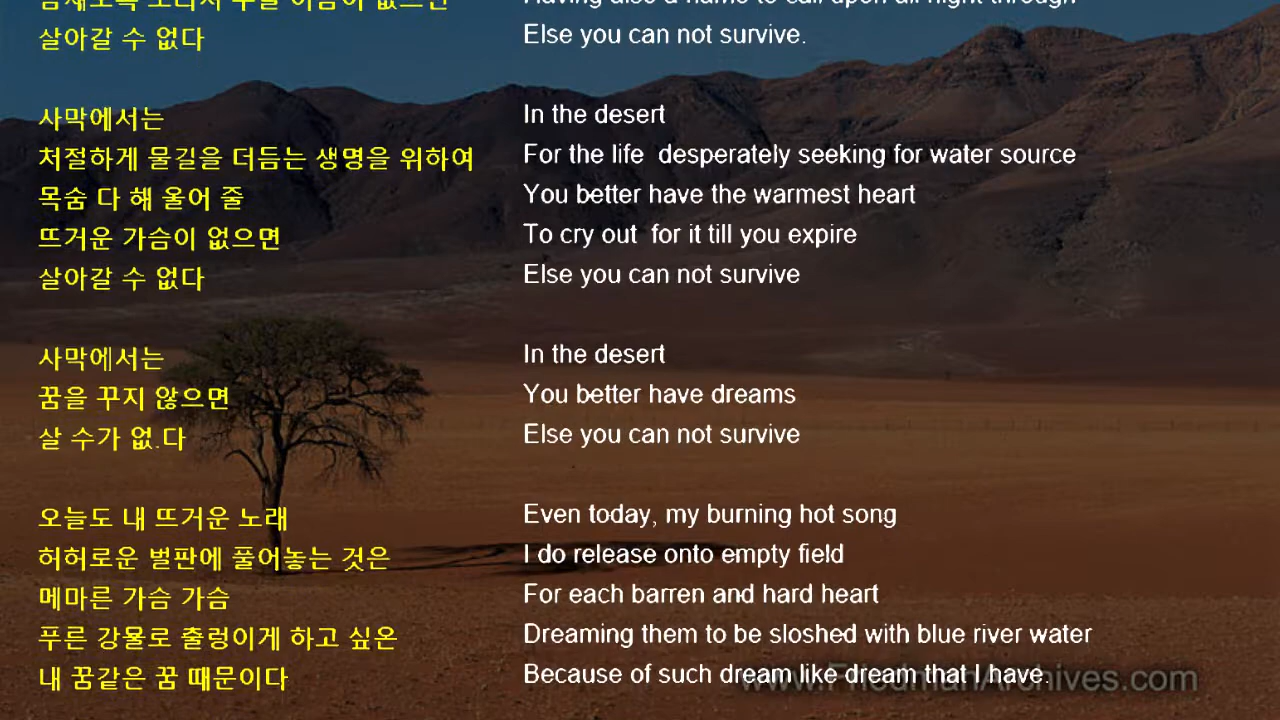 살아갈 수 없다
Else you can not survive.
사막에서는
처절하게 물길을 더듬는 생명을 위하여
목숨 다 해 울어 줄
뜨거운 가슴이 없으면
살아갈 수 없다
In the desert
For the life desperately seeking for water source
You better have the warmest heart
To cry out for it till you expire
Else you can not survive
사막에서는
꿈을 꾸지 않으면
살 수가 없.다
In the desert
You better have dreams
Else you can not survive
오늘도 내 뜨거운 노래
허허로운 벌판에 풀어놓는 것은
메마른 가슴 가슴
푸른 강물로 출렁이게 하고 싶은
내 꿈같은 꿈 때문이다
Even today, my burning hot song
I do release onto empty field
For each barren and hard heart
Dreaming them to be sloshed with blue river water
Because of such dream like dream that I have.
www.FriedmanArchives.com